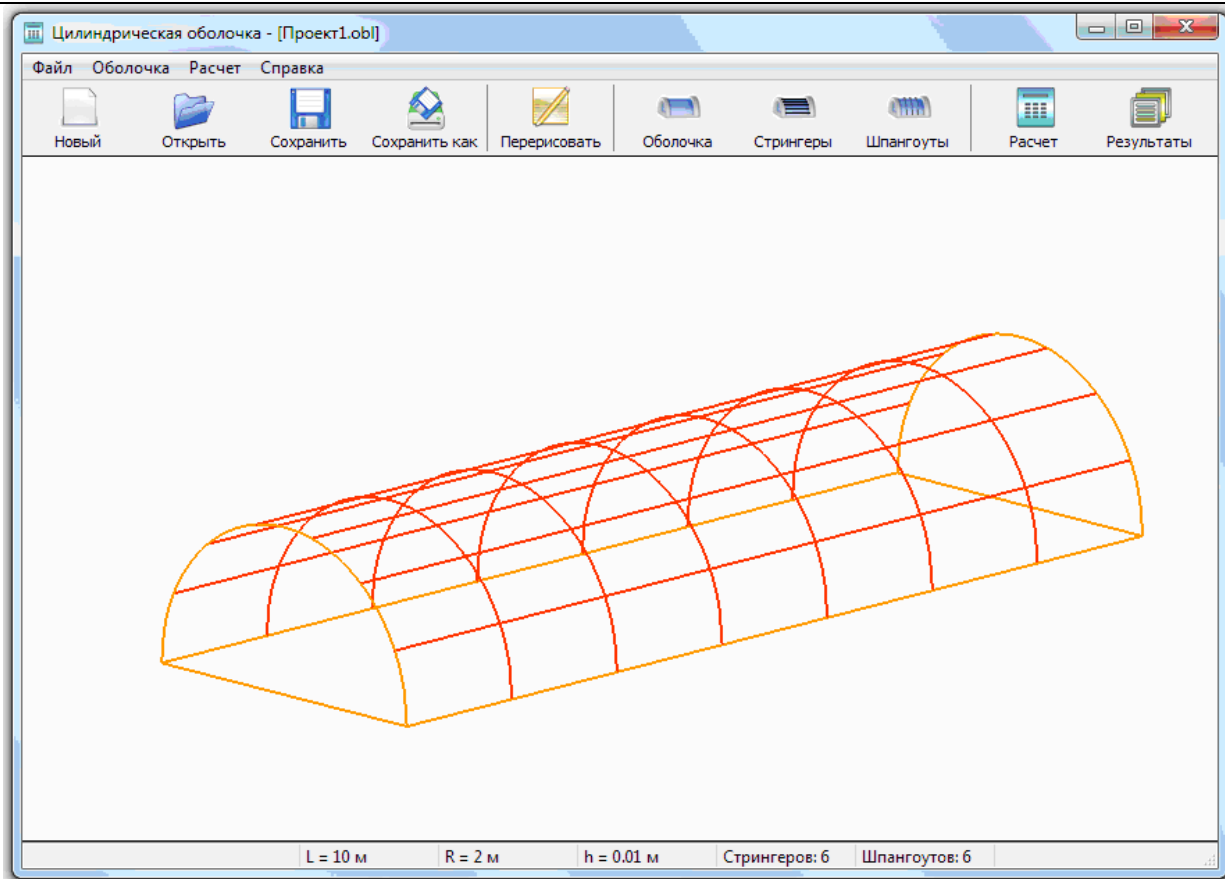 Цилиндрическая оболочка - [Проект1.obl]
Файл Оболочка Расчет Справка
Новый Открыть Сохранить Сохранить как Перерисовать Оболочка Стрингеры Шпангоуты Расчет Результаты
L = 10 м R = 2 м h = 0.01 м Стрингеров: 6 Шпангоутов: 6